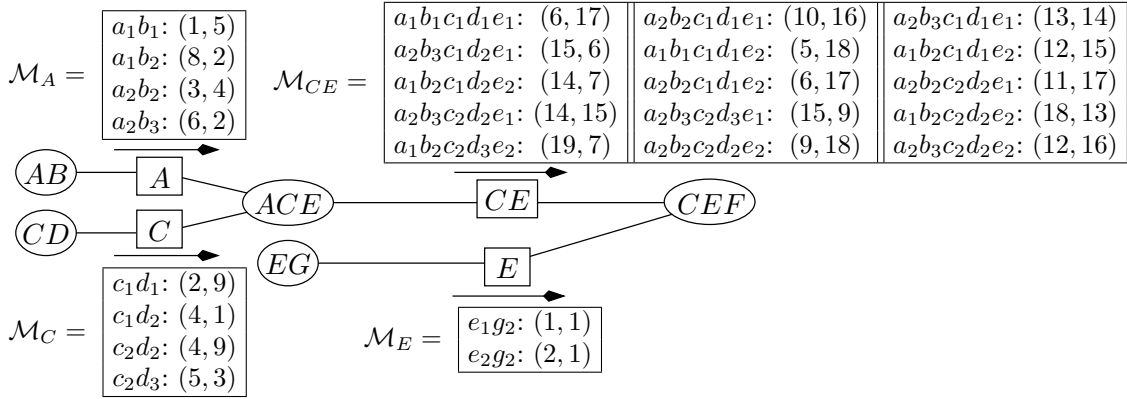 M_A =
a₁b₁: (1, 5)
a₁b₂: (8, 2)
a₂b₂: (3, 4)
a₂b₃: (6, 2)
M_CE =
a₁b₁c₁d₁e₁: (6, 17) a₂b₂c₁d₁e₁: (10, 16) a₂b₃c₁d₁e₁: (13, 14)
a₂b₃c₁d₂e₁: (15, 6) a₁b₁c₁d₁e₂: (5, 18) a₁b₂c₁d₁e₂: (12, 15)
a₁b₂c₁d₂e₂: (14, 7) a₂b₂c₁d₁e₂: (6, 17) a₂b₂c₂d₂e₁: (11, 17)
a₂b₃c₂d₂e₁: (14, 15) a₂b₃c₂d₃e₁: (15, 9) a₁b₂c₂d₂e₂: (18, 13)
a₁b₂c₂d₃e₂: (19, 7) a₂b₂c₂d₂e₂: (9, 18) a₂b₃c₂d₂e₂: (12, 16)
AB A ACE CE CEF
CD C EG E
M_C =
c₁d₁: (2, 9)
c₁d₂: (4, 1)
c₂d₂: (4, 9)
c₂d₃: (5, 3)
M_E =
e₁g₂: (1, 1)
e₂g₂: (2, 1)